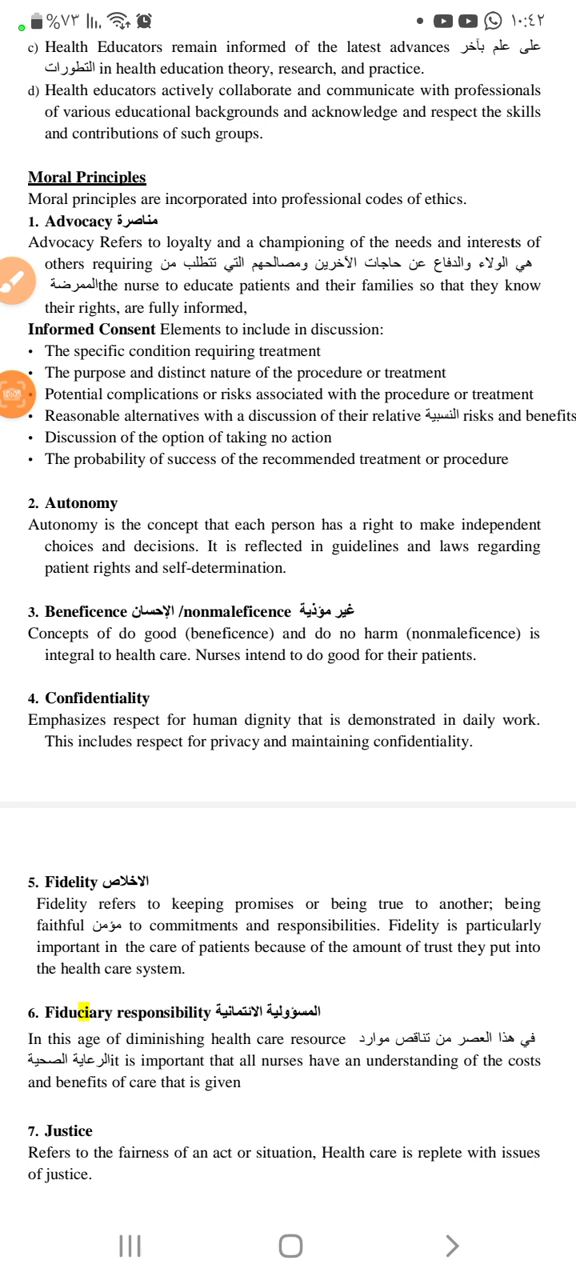 %٧٣ ١٠:٤٢
c) Health Educators remain informed of the latest advances على علم بآخر
التطورات in health education theory, research, and practice.
d) Health educators actively collaborate and communicate with professionals
of various educational backgrounds and acknowledge and respect the skills
and contributions of such groups.
Moral Principles
Moral principles are incorporated into professional codes of ethics.
1. Advocacy مناصرة
Advocacy Refers to loyalty and a championing of the needs and interests of
others requiring هي الولاء والدفاع عن حاجات الأخرين ومصالحهم التي تتطلب من
الممرضةthe nurse to educate patients and their families so that they know
their rights, are fully informed,
Informed Consent Elements to include in discussion:
• The specific condition requiring treatment
• The purpose and distinct nature of the procedure or treatment
• Potential complications or risks associated with the procedure or treatment
• Reasonable alternatives with a discussion of their relative النسبية risks and benefits
• Discussion of the option of taking no action
• The probability of success of the recommended treatment or procedure
2. Autonomy
Autonomy is the concept that each person has a right to make independent
choices and decisions. It is reflected in guidelines and laws regarding
patient rights and self-determination.
3. Beneficence الإحسان /nonmaleficence غير مؤذية
Concepts of do good (beneficence) and do no harm (nonmaleficence) is
integral to health care. Nurses intend to do good for their patients.
4. Confidentiality
Emphasizes respect for human dignity that is demonstrated in daily work.
This includes respect for privacy and maintaining confidentiality.
5. Fidelity الاخلاص
Fidelity refers to keeping promises or being true to another; being
faithful مؤمن to commitments and responsibilities. Fidelity is particularly
important in the care of patients because of the amount of trust they put into
the health care system.
6. Fiduciary responsibility المسؤولية الائتمانية
In this age of diminishing health care resource في هذا العصر من تناقص موارد
الرعاية الصحيةit is important that all nurses have an understanding of the costs
and benefits of care that is given
7. Justice
Refers to the fairness of an act or situation, Health care is replete with issues
of justice.